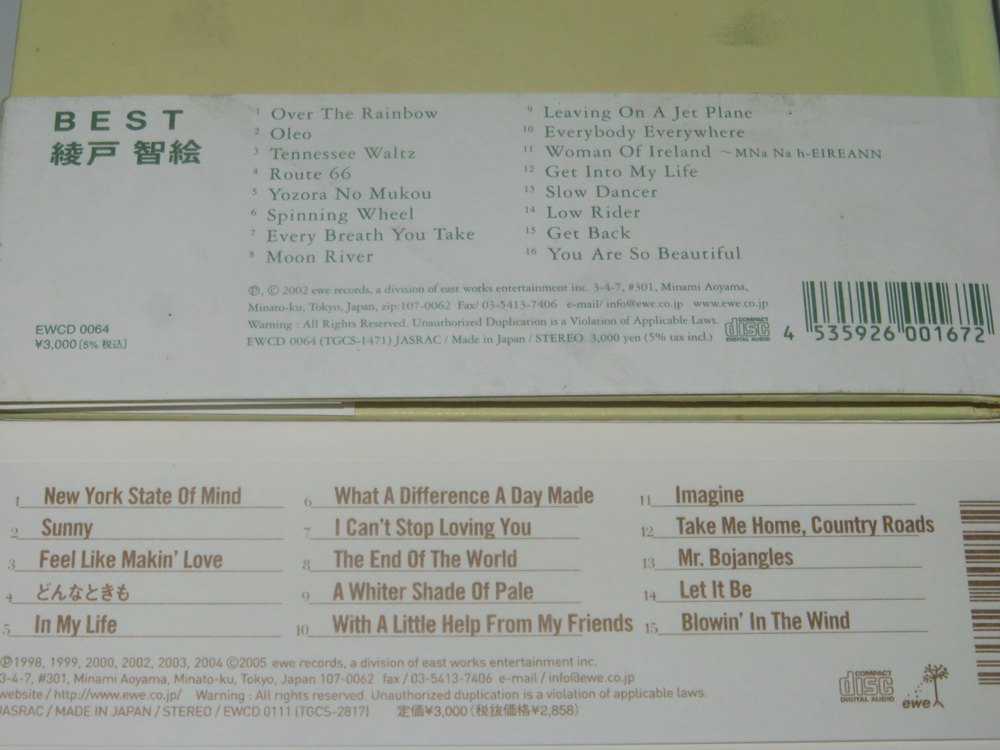 BEST
綾戸 智絵
1 Over The Rainbow
2 Oleo
3 Tennessee Waltz
4 Route 66
5 Yozora No Mukou
6 Spinning Wheel
7 Every Breath You Take
8 Moon River
9 Leaving On A Jet Plane
10 Everybody Everywhere
11 Woman Of Ireland ~MNa Na h-EIREANN
12 Get Into My Life
13 Slow Dancer
14 Low Rider
15 Get Back
16 You Are So Beautiful
℗, © 2002 ewe records, a division of east works entertainment inc. 3-4-7, #301, Minami Aoyama,
Minato-ku, Tokyo, Japan, zip:107-0062 Fax/ 03-5413-7406 e-mail/ info@ewe.co.jp www.ewe.co.jp
Warning : All Rights Reserved. Unauthorized Duplication is a Violation of Applicable Laws.
EWCD 0064 (TGCS-1471) JASRAC / Made in Japan / STEREO 3,000 yen (5% tax incl.)
COMPACT
disc
DIGITAL AUDIO
4 535926 001672
EWCD 0064
¥3,000 [5% 税込]
1 New York State Of Mind
2 Sunny
3 Feel Like Makin' Love
4 どんなときも
5 In My Life
6 What A Difference A Day Made
7 I Can't Stop Loving You
8 The End Of The World
9 A Whiter Shade Of Pale
10 With A Little Help From My Friends
11 Imagine
12 Take Me Home, Country Roads
13 Mr. Bojangles
14 Let It Be
15 Blowin' In The Wind
℗1998, 1999, 2000, 2002, 2003, 2004 ©2005 ewe records, a division of east works entertainment inc.
3-4-7, #301, Minami Aoyama, Minato-ku, Tokyo, Japan 107-0062 fax / 03-5413-7406 e-mail / info@ewe.co.jp
website / http://www.ewe.co.jp/ Warning : All rights reserved. Unauthorized duplication is a violation of applicable laws.
JASRAC / MADE IN JAPAN / STEREO / EWCD 0111 (TGCS-2817) 定価¥3,000 (税抜価格¥2,858)
COMPACT
disc
DIGITAL AUDIO
ewe